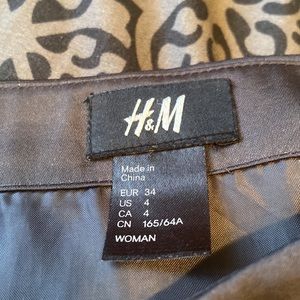 H&M
Made in
China
EUR 34
US 4
CA 4
CN 165/64A
WOMAN